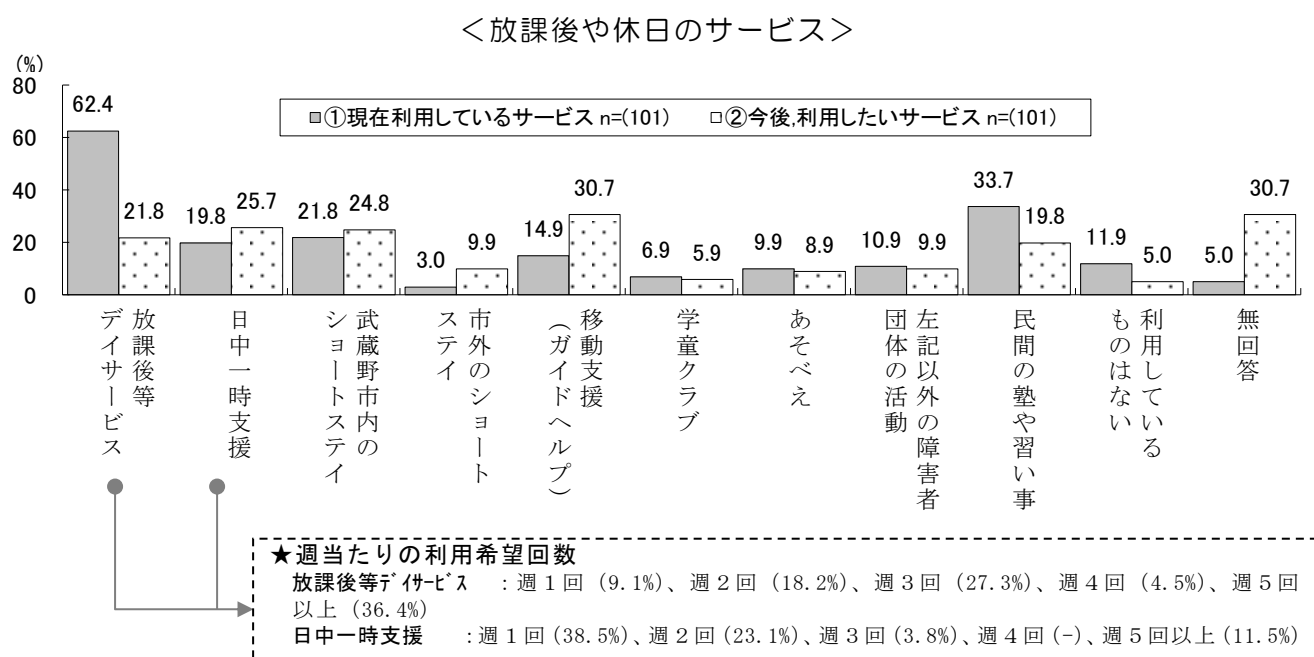 ＜放課後や休日のサービス＞
(%)
80
60
40
20
0
①現在利用しているサービス n=(101)　②今後,利用したいサービス n=(101)
62.4
21.8
19.8
25.7
21.8
24.8
3.0
9.9
14.9
30.7
6.9
5.9
9.9
8.9
10.9
9.9
33.7
19.8
11.9
5.0
5.0
30.7
放課後等
デイサービス
日中一時支援
武蔵野市内の
ショートステイ
市外のショート
ステイ
移動支援
（ガイドヘルプ）
学童クラブ
あそべえ
左記以外の障害者
団体の活動
民間の塾や習い事
利用している
ものはない
無回答
★週当たりの利用希望回数
放課後等ﾃﾞｲｻｰﾋﾞｽ　：週１回 (9.1%)、週２回 (18.2%)、週３回 (27.3%)、週４回 (4.5%)、週５回
以上 (36.4%)
日中一時支援　：週１回(38.5%)、週２回(23.1%)、週３回(3.8%)、週４回(-)、週５回以上(11.5%)